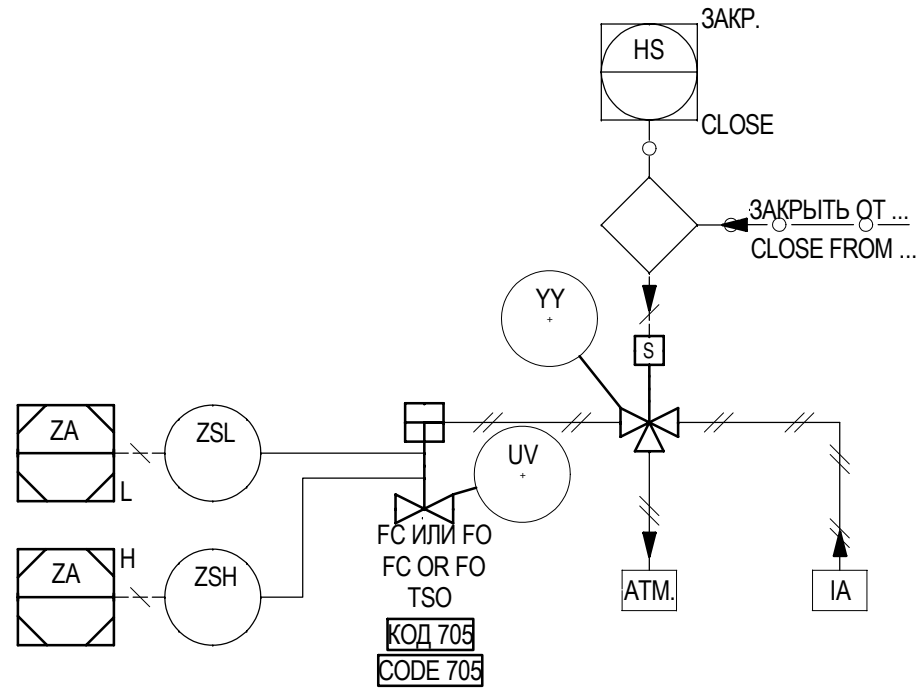 ЗАКР.
HS
CLOSE
ЗАКРЫТЬ ОТ ...
CLOSE FROM ...
YY
S
ZA
L
ZSL
UV
H
ZA
ZSH
FC ИЛИ FO
FC OR FO
TSO
КОД 705
CODE 705
ATM.
IA